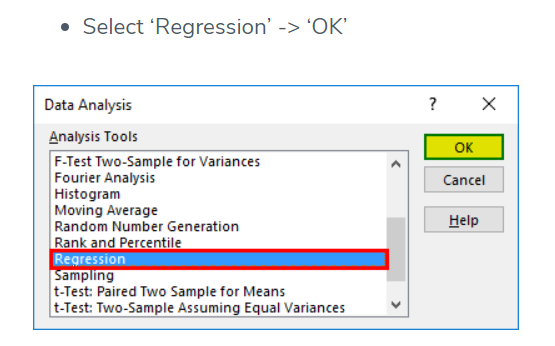 • Select ‘Regression’ -> ‘OK’
Data Analysis ? ✕
Analysis Tools
F-Test Two-Sample for Variances
Fourier Analysis
Histogram
Moving Average
Random Number Generation
Rank and Percentile
Regression
Sampling
t-Test: Paired Two Sample for Means
t-Test: Two-Sample Assuming Equal Variances
OK
Cancel
Help